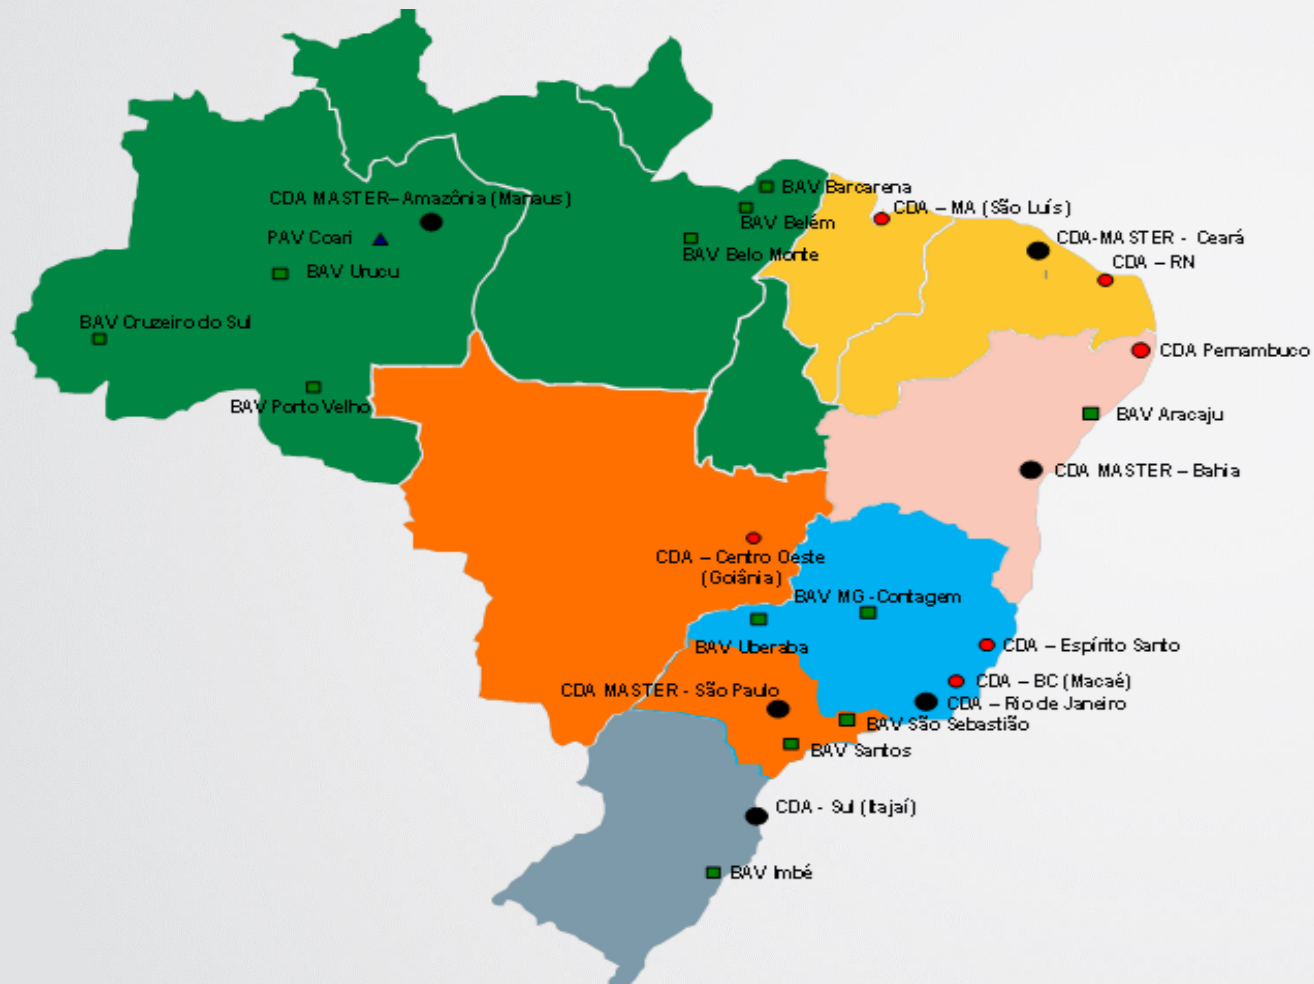 BAV Barcarena
CDA MASTER– Amazônia (Manaus)
CDA – MA (São Luís)
BAV Belém
PAV Coari
CDA-MASTER - Ceará
BAV Belo Monte
CDA – RN
BAV Urucu
BAV Cruzeiro do Sul
CDA Pernambuco
BAV Porto Velho
BAV Aracaju
CDA MASTER – Bahia
CDA – Centro Oeste
(Goiânia)
BAV MG -Contagem
BAV Uberaba
CDA – Espírito Santo
CDA – BC (Macaé)
CDA MASTER - São Paulo
CDA – Rio de Janeiro
BAV São Sebastião
BAV Santos
CDA - Sul (Itajaí)
BAV Imbé